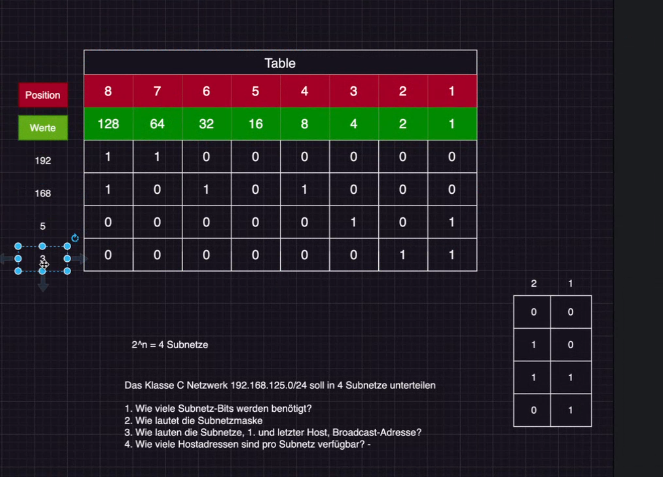 Table
Position 8 7 6 5 4 3 2 1
Werte 128 64 32 16 8 4 2 1
192 1 1 0 0 0 0 0 0
168 1 0 1 0 1 0 0 0
5 0 0 0 0 0 1 0 1
3 0 0 0 0 0 0 1 1
2 1
0 0
1 0
1 1
0 1
2^n = 4 Subnetze
Das Klasse C Netzwerk 192.168.125.0/24 soll in 4 Subnetze unterteilen
1. Wie viele Subnetz-Bits werden benötigt?
2. Wie lautet die Subnetzmaske
3. Wie lauten die Subnetze, 1. und letzter Host, Broadcast-Adresse?
4. Wie viele Hostadressen sind pro Subnetz verfügbar? -